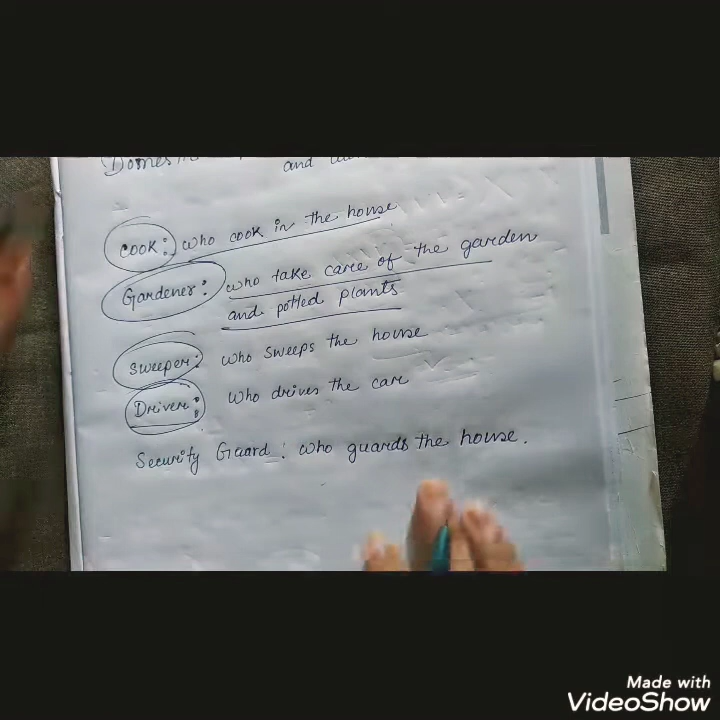 and
cook: who cook in the house
Gardener: who take care of the garden
and potted plants
Sweeper: who sweeps the house
Driver: who drives the care
Security Guard: who guards the house.
Made with
VideoShow